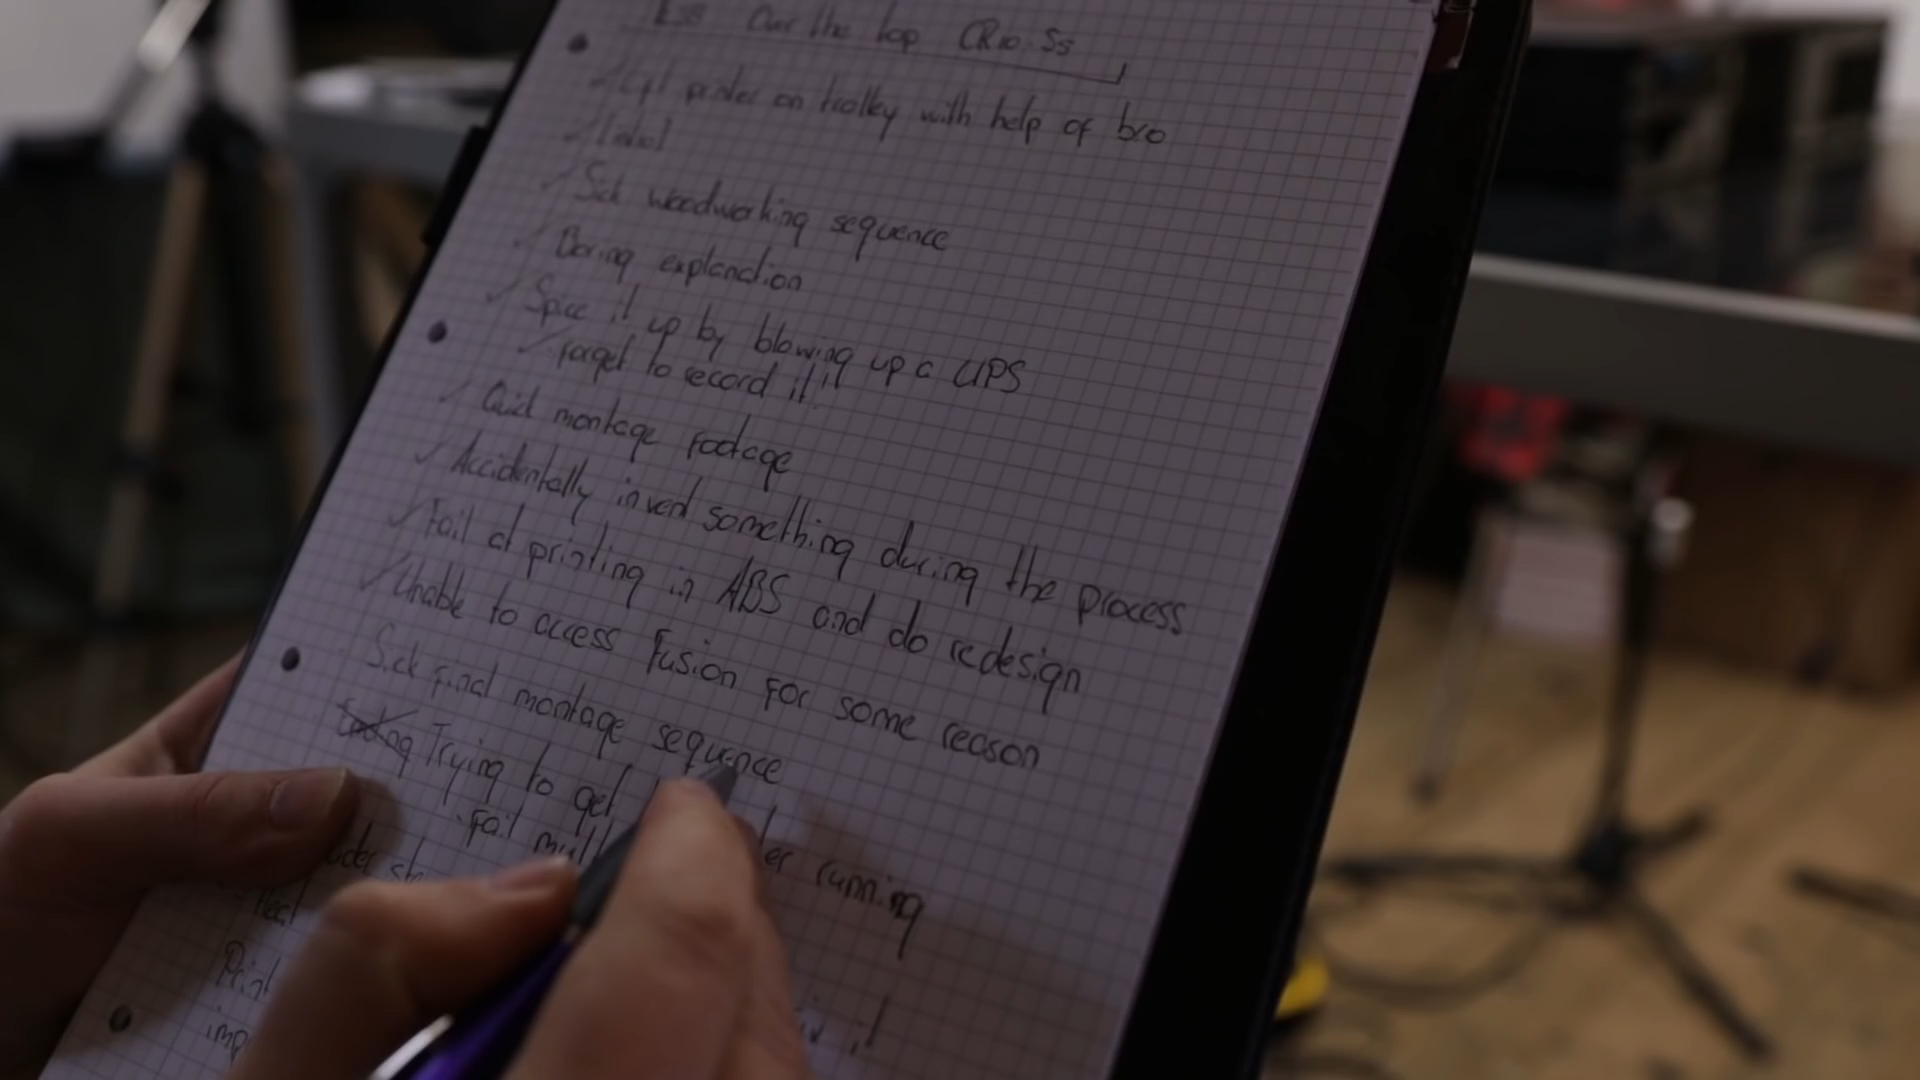 Over the top CR10 S5
Lift printer on trolley with help of bro
Sick woodworking sequence
Boring explanation
Spice it up by blowing up a UPS
forget to record it!!
Quick montage footage
Accidentally invent something during the process
Fail at printing in ABS and do redesign
Unable to access Fusion for some reason
Sick final montage sequence
Trying to get running
Fail
Print